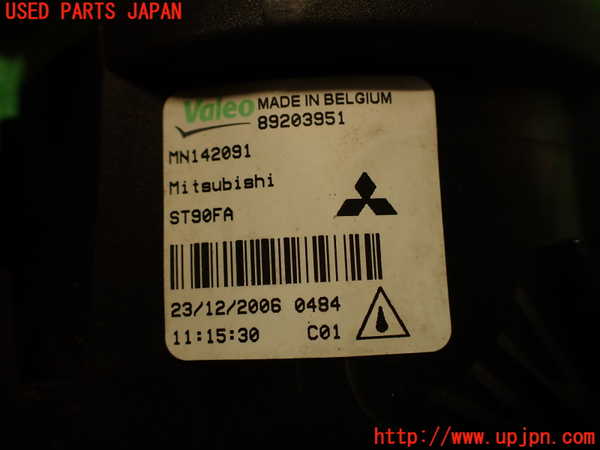 USED PARTS JAPAN
Valeo MADE IN BELGIUM
89203951
MN142091
Mitsubishi
ST90FA
23/12/2006 0484
11:15:30 C01
http://www.upjpn.com/